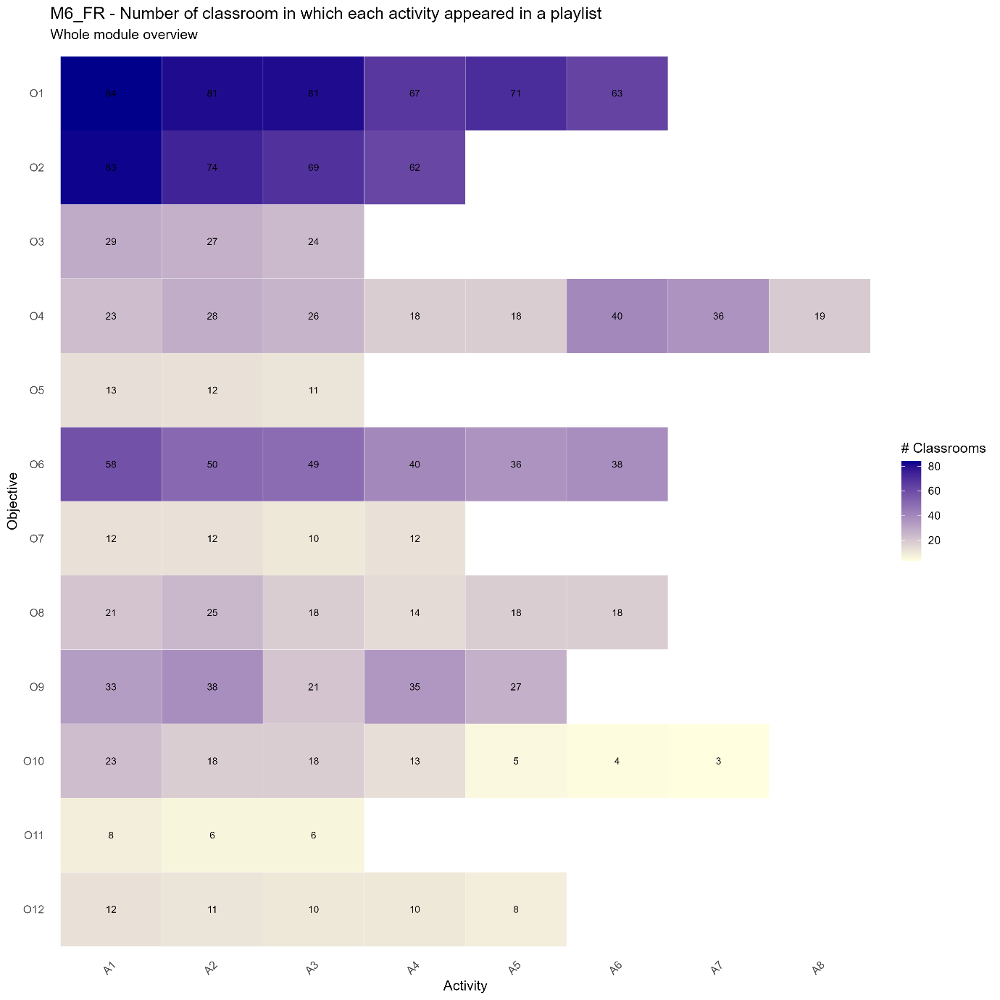 M6_FR - Number of classroom in which each activity appeared in a playlist
Whole module overview
O1 84 81 81 67 71 63
O2 83 74 69 62
O3 29 27 24
O4 23 28 26 18 18 40 36 19
O5 13 12 11
O6 58 50 49 40 36 38
O7 12 12 10 12
O8 21 25 18 14 18 18
O9 33 38 21 35 27
O10 23 18 18 13 5 4 3
O11 8 6 6
O12 12 11 10 10 8
A1 A2 A3 A4 A5 A6 A7 A8
Activity
Objective
# Classrooms
80
60
40
20